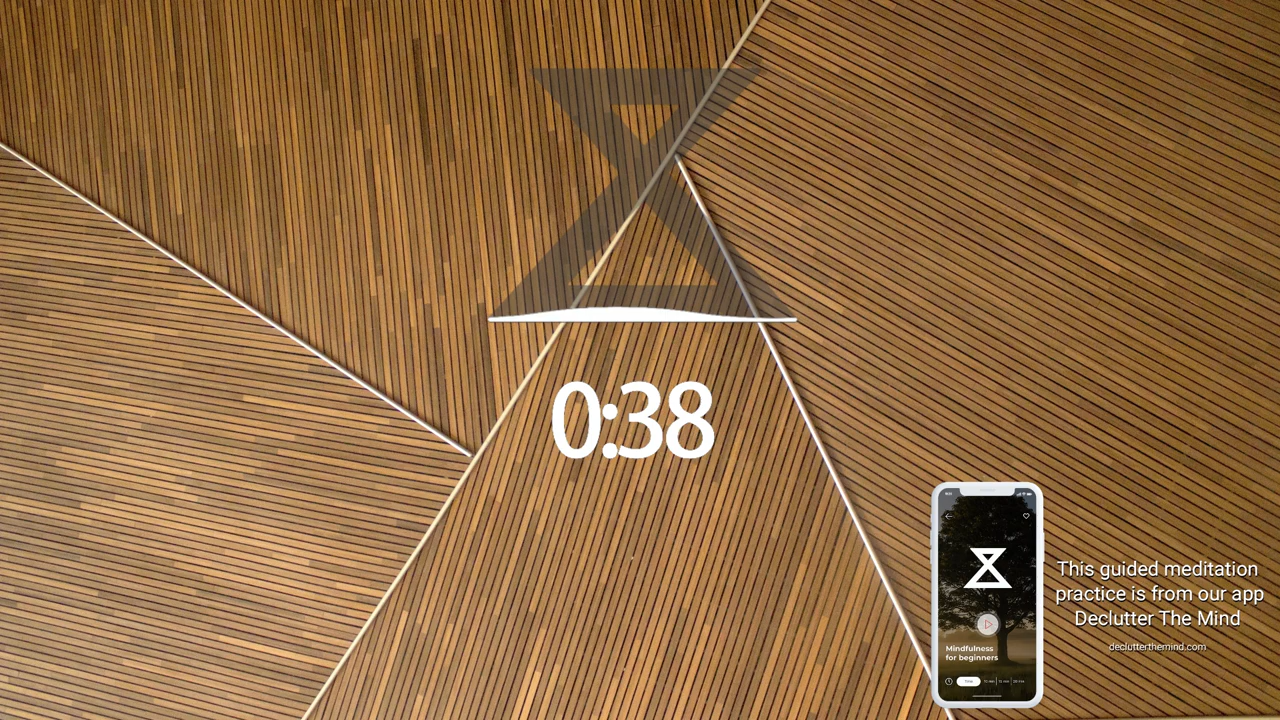 0:38
This guided meditation
practice is from our app
Declutter The Mind
declutterthemind.com
Mindfulness
for beginners